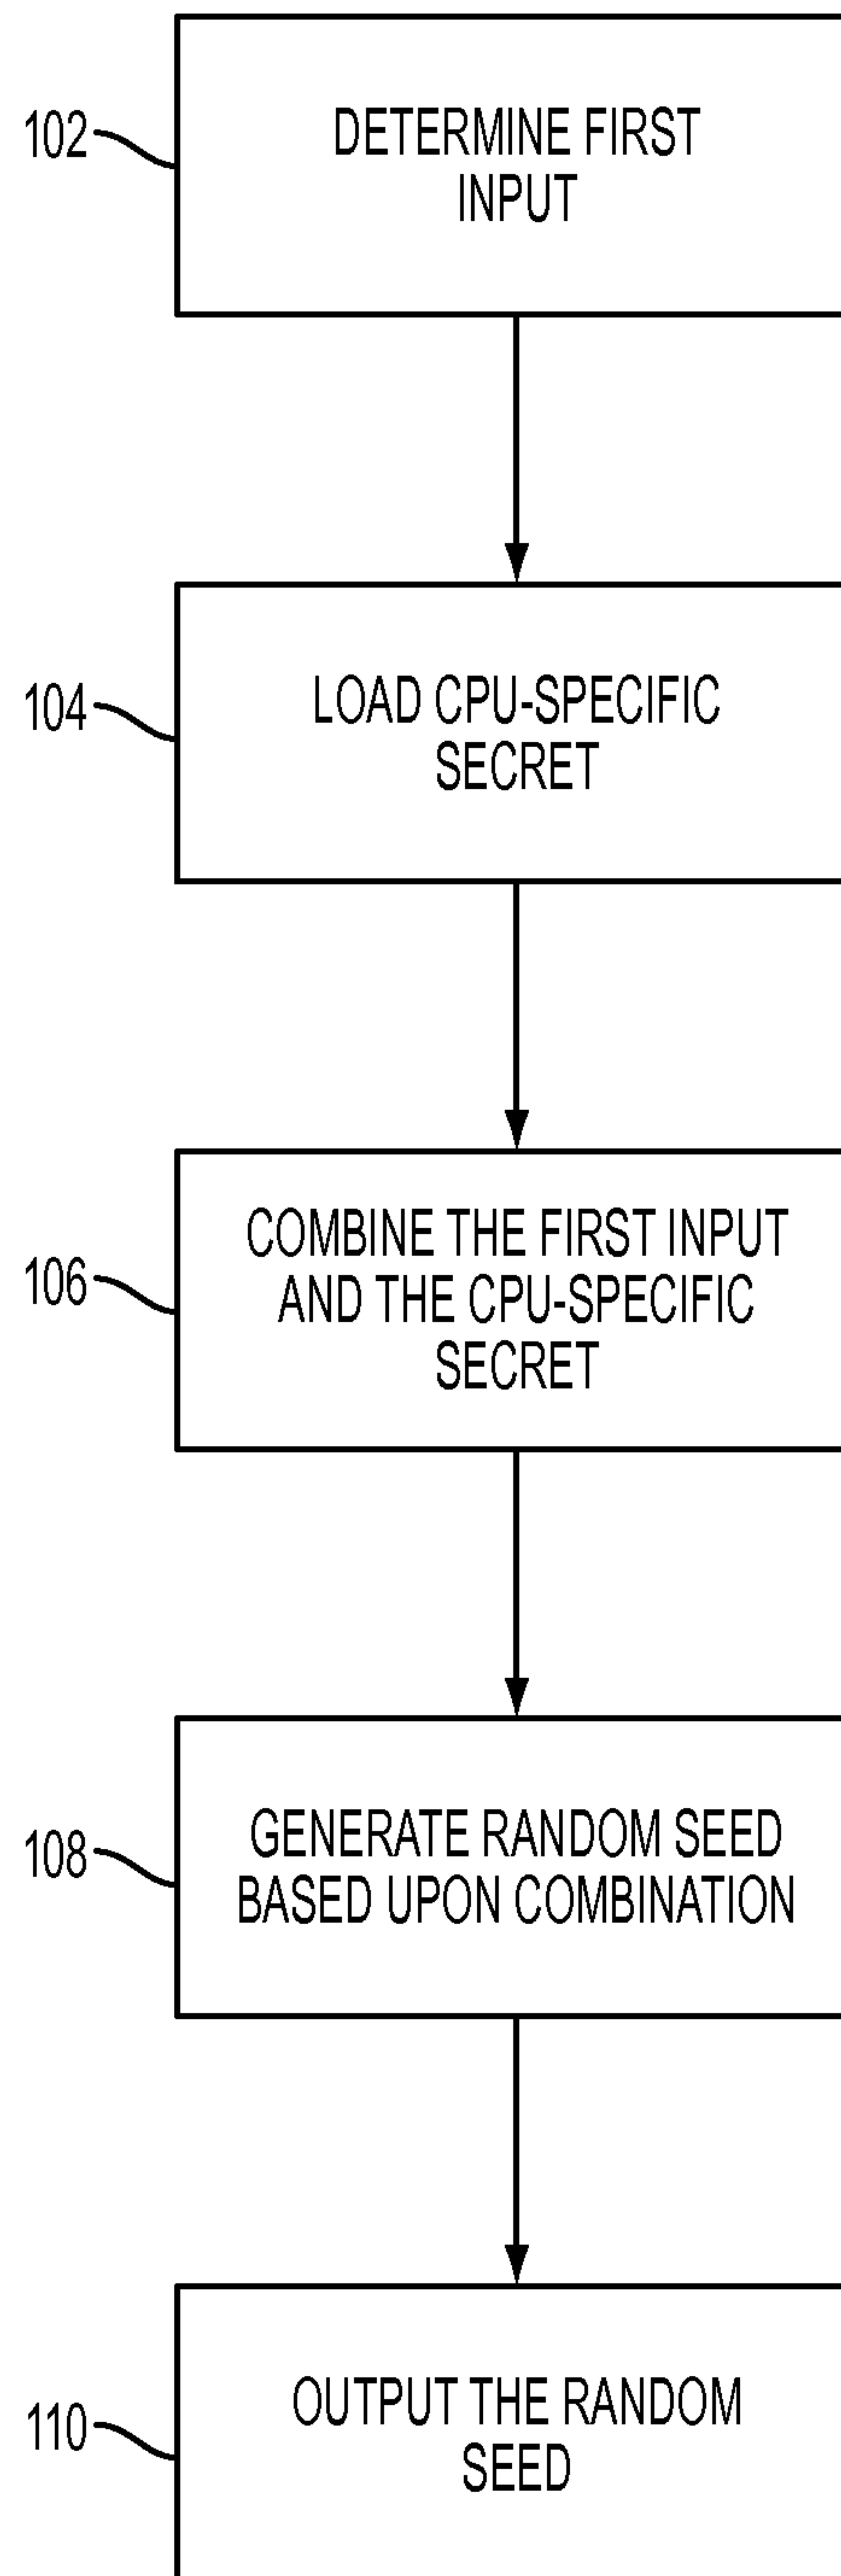 102
DETERMINE FIRST
INPUT
104
LOAD CPU-SPECIFIC
SECRET
106
COMBINE THE FIRST INPUT
AND THE CPU-SPECIFIC
SECRET
108
GENERATE RANDOM SEED
BASED UPON COMBINATION
110
OUTPUT THE RANDOM
SEED